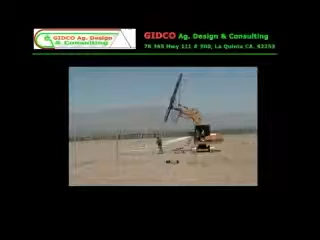 GIDCO Ag. Design
& Consulting
GIDCO Ag. Design & Consulting
78 365 Hwy 111 # 308, La Quinta CA, 92253